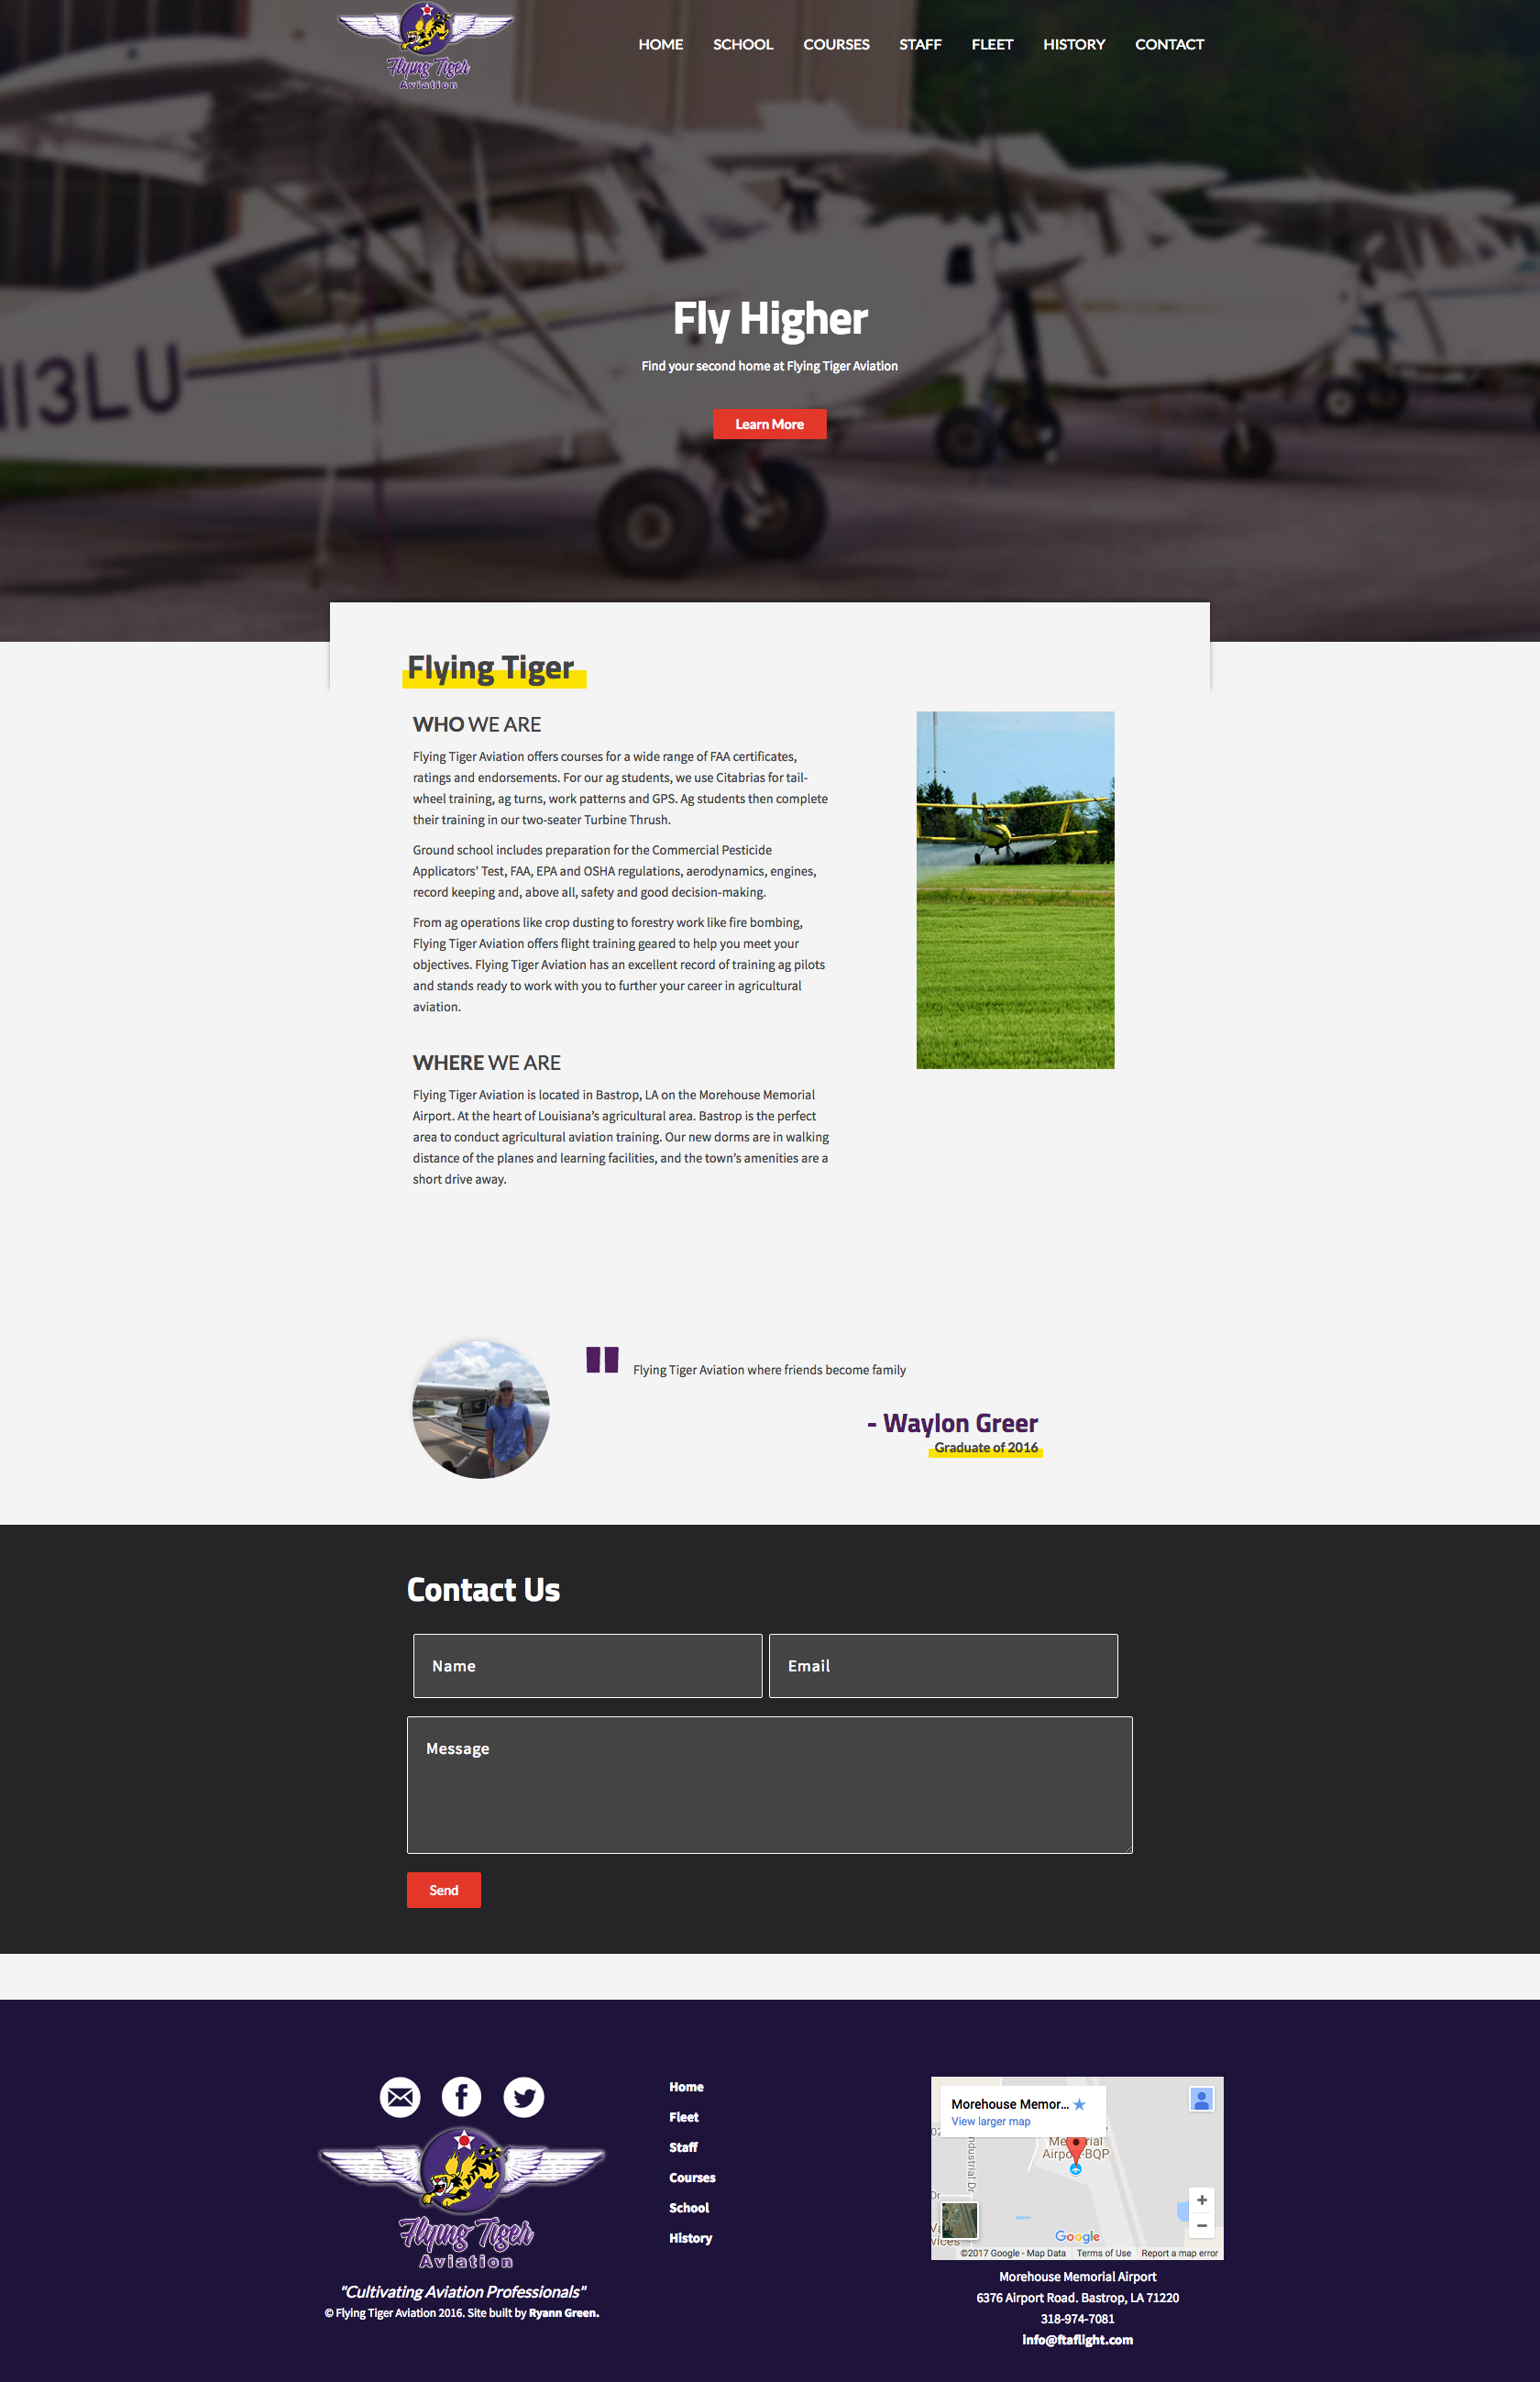 Flying Tiger
Aviation
HOME SCHOOL COURSES STAFF FLEET HISTORY CONTACT
13LU
Fly Higher
Find your second home at Flying Tiger Aviation
Learn More
Flying Tiger
WHO WE ARE
Flying Tiger Aviation offers courses for a wide range of FAA certificates,
ratings and endorsements. For our ag students, we use Citabrias for tail-
wheel training, ag turns, work patterns and GPS. Ag students then complete
their training in our two-seater Turbine Thrush.
Ground school includes preparation for the Commercial Pesticide
Applicators' Test, FAA, EPA and OSHA regulations, aerodynamics, engines,
record keeping and, above all, safety and good decision-making.
From ag operations like crop dusting to forestry work like fire bombing,
Flying Tiger Aviation offers flight training geared to help you meet your
objectives. Flying Tiger Aviation has an excellent record of training ag pilots
and stands ready to work with you to further your career in agricultural
aviation.
WHERE WE ARE
Flying Tiger Aviation is located in Bastrop, LA on the Morehouse Memorial
Airport. At the heart of Louisiana's agricultural area. Bastrop is the perfect
area to conduct agricultural aviation training. Our new dorms are in walking
distance of the planes and learning facilities, and the town's amenities are a
short drive away.
" Flying Tiger Aviation where friends become family
- Waylon Greer
Graduate of 2016
Contact Us
Name
Email
Message
Send
Flying Tiger
Aviation
"Cultivating Aviation Professionals"
© Flying Tiger Aviation 2016. Site built by Ryann Green.
Home
Fleet
Staff
Courses
School
History
Morehouse Memor...
View larger map
Airport-BQP
ndustrial Dr
Dr
vices
Google
©2017 Google - Map Data Terms of Use Report a map error
Morehouse Memorial Airport
6376 Airport Road. Bastrop, LA 71220
318-974-7081
info@ftaflight.com